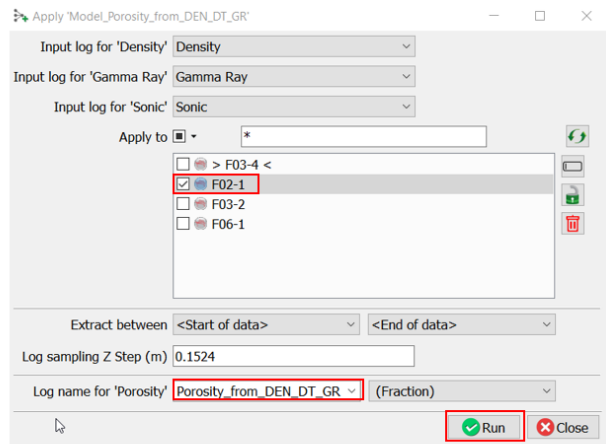 Apply 'Model_Porosity_from_DEN_DT_GR'
Input log for 'Density' Density
Input log for 'Gamma Ray' Gamma Ray
Input log for 'Sonic' Sonic
Apply to *
> F03-4 <
F02-1
F03-2
F06-1
Extract between <Start of data> <End of data>
Log sampling Z Step (m) 0.1524
Log name for 'Porosity' Porosity_from_DEN_DT_GR (Fraction)
Run Close